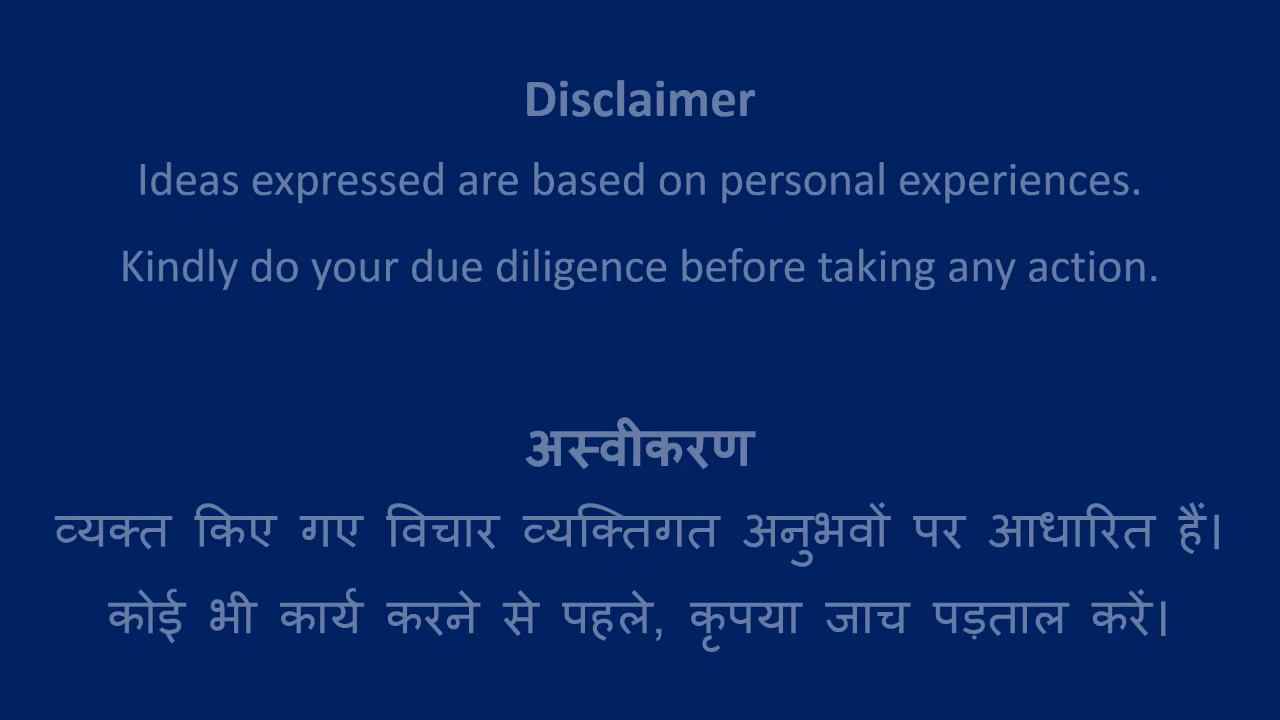 Disclaimer
Ideas expressed are based on personal experiences.
Kindly do your due diligence before taking any action.
अस्वीकरण
व्यक्त किए गए विचार व्यक्तिगत अनुभवों पर आधारित हैं।
कोई भी कार्य करने से पहले, कृपया जाच पड़ताल करें।